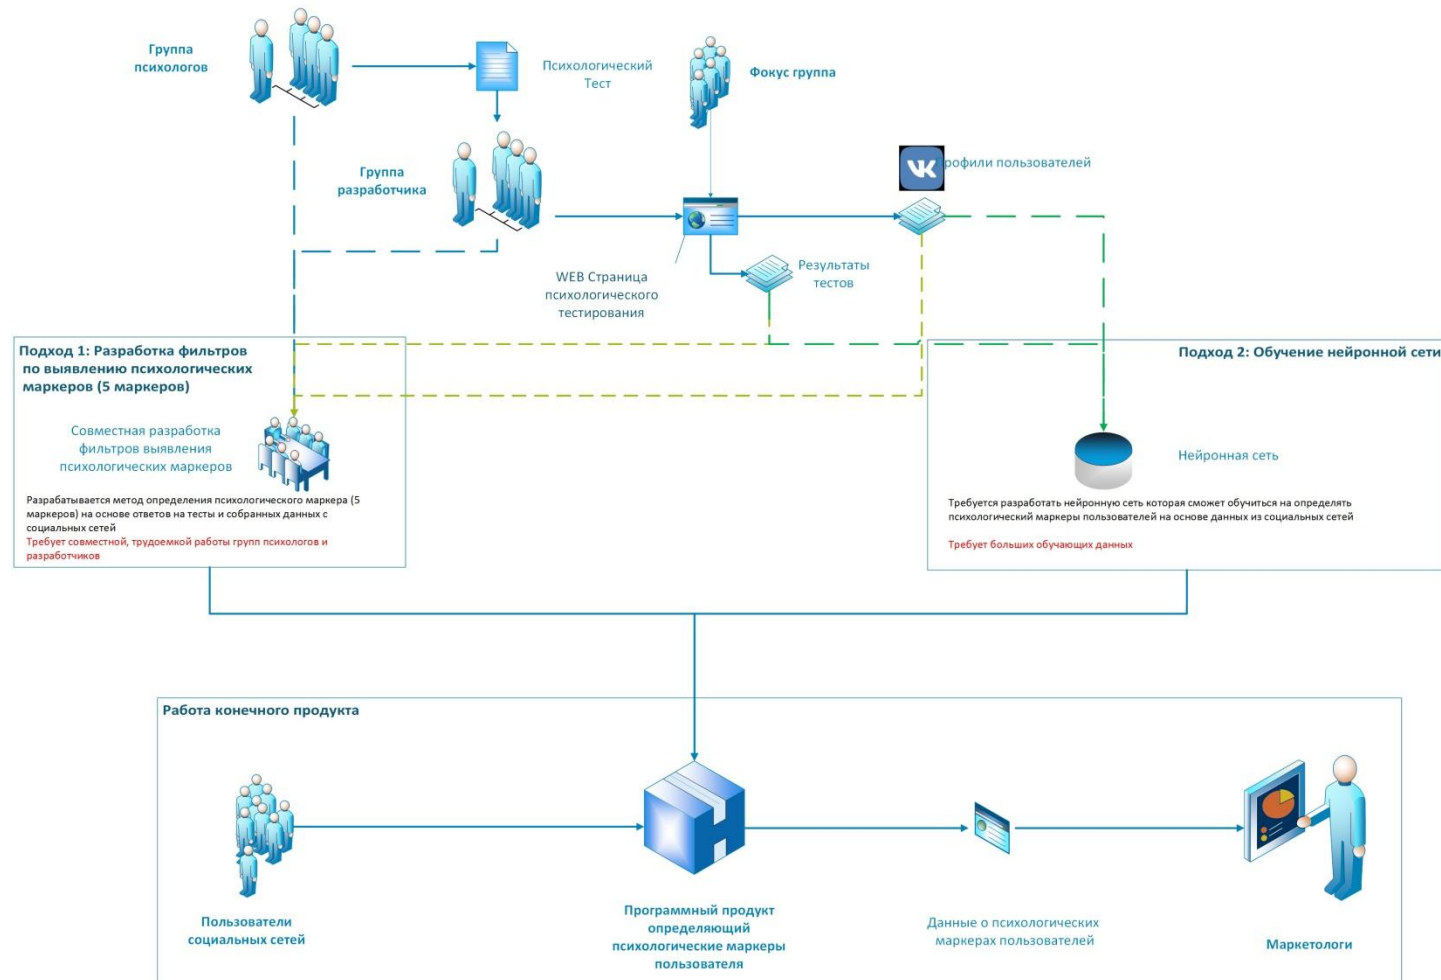 Группа
психологов
Психологический
Тест
Фокус группа
Группа
разработчика
рофили пользователей
WEB Страница
психологического
тестирования
Результаты
тестов
Подход 1: Разработка фильтров
по выявлению психологических
маркеров (5 маркеров)
Совместная разработка
фильтров выявления
психологических маркеров
Разрабатывается метод определения психологического маркера (5
маркеров) на основе ответов на тесты и собранных данных с
социальных сетей
Требует совместной, трудоемкой работы групп психологов и
разработчиков
Подход 2: Обучение нейронной сети
Нейронная сеть
Требуется разработать нейронную сеть которая сможет обучиться на определять
психологический маркеры пользователей на основе данных из социальных сетей
Требует больших обучающих данных
Работа конечного продукта
Пользователи
социальных сетей
Программный продукт
определяющий
психологические маркеры
пользователя
Данные о психологических
маркерах пользователей
Маркетологи